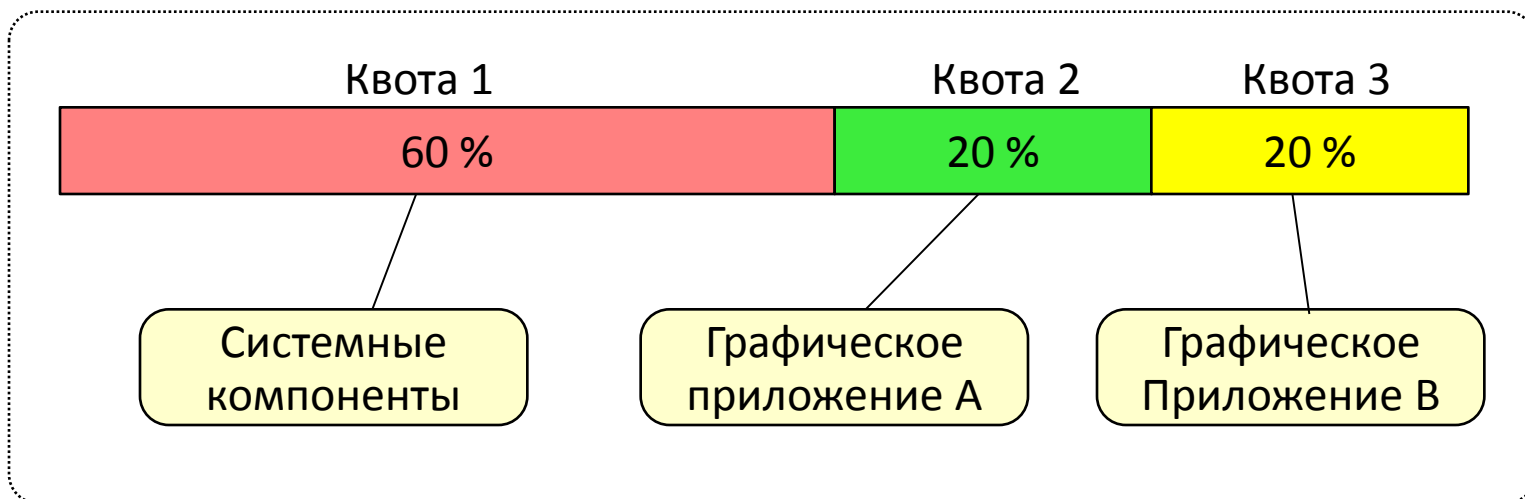 Квота 1
Квота 2
Квота 3
60 %
20 %
20 %
Системные
компоненты
Графическое
приложение A
Графическое
Приложение B